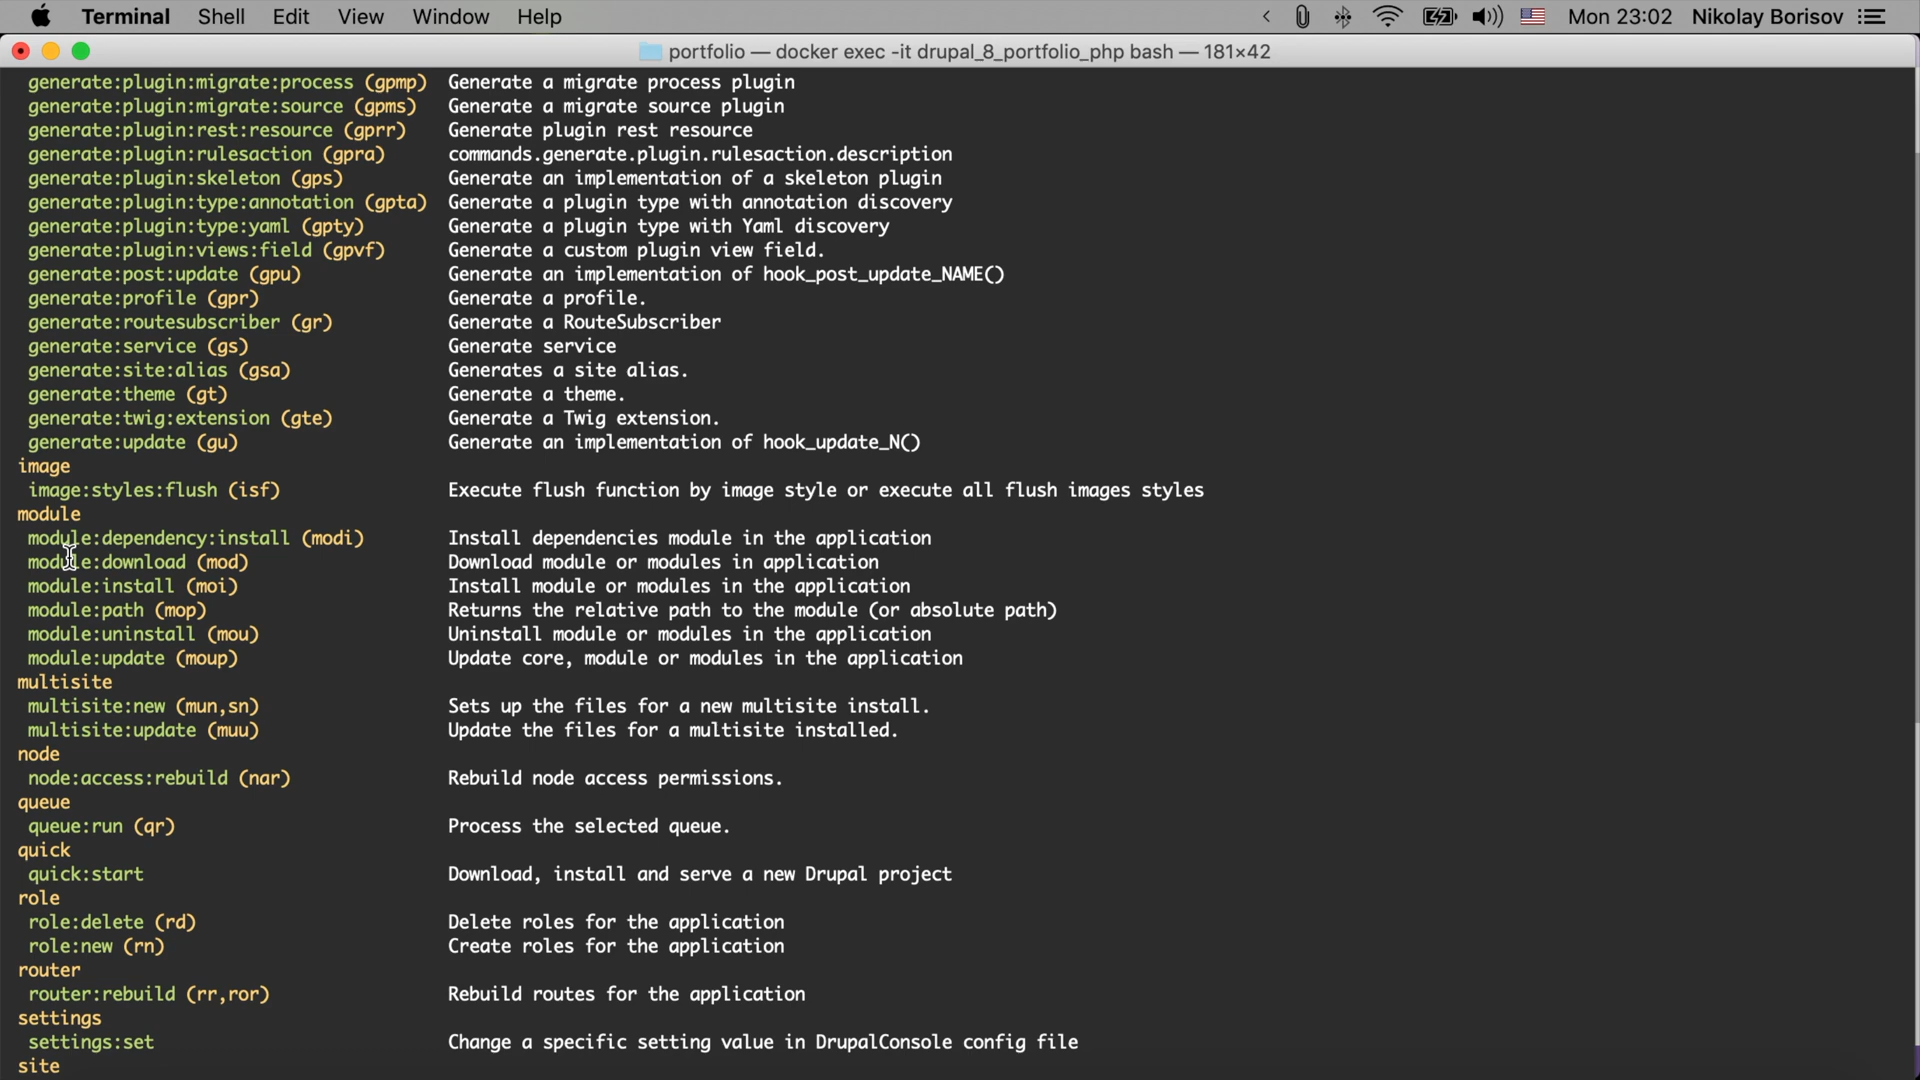 Terminal Shell Edit View Window Help Mon 23:02 Nikolay Borisov
portfolio — docker exec -it drupal_8_portfolio_php bash — 181×42
generate:plugin:migrate:process (gpmp) Generate a migrate process plugin
generate:plugin:migrate:source (gpms) Generate a migrate source plugin
generate:plugin:rest:resource (gprr) Generate plugin rest resource
generate:plugin:rulesaction (gpra) commands.generate.plugin.rulesaction.description
generate:plugin:skeleton (gps) Generate an implementation of a skeleton plugin
generate:plugin:type:annotation (gpta) Generate a plugin type with annotation discovery
generate:plugin:type:yaml (gpty) Generate a plugin type with Yaml discovery
generate:plugin:views:field (gpvf) Generate a custom plugin view field.
generate:post:update (gpu) Generate an implementation of hook_post_update_NAME()
generate:profile (gpr) Generate a profile.
generate:routesubscriber (gr) Generate a RouteSubscriber
generate:service (gs) Generate service
generate:site:alias (gsa) Generates a site alias.
generate:theme (gt) Generate a theme.
generate:twig:extension (gte) Generate a Twig extension.
generate:update (gu) Generate an implementation of hook_update_N()
image
image:styles:flush (isf) Execute flush function by image style or execute all flush images styles
module
module:dependency:install (modi) Install dependencies module in the application
module:download (mod) Download module or modules in application
module:install (moi) Install module or modules in the application
module:path (mop) Returns the relative path to the module (or absolute path)
module:uninstall (mou) Uninstall module or modules in the application
module:update (moup) Update core, module or modules in the application
multisite
multisite:new (mun,sn) Sets up the files for a new multisite install.
multisite:update (muu) Update the files for a multisite installed.
node
node:access:rebuild (nar) Rebuild node access permissions.
queue
queue:run (qr) Process the selected queue.
quick
quick:start Download, install and serve a new Drupal project
role
role:delete (rd) Delete roles for the application
role:new (rn) Create roles for the application
router
router:rebuild (rr,ror) Rebuild routes for the application
settings
settings:set Change a specific setting value in DrupalConsole config file
site